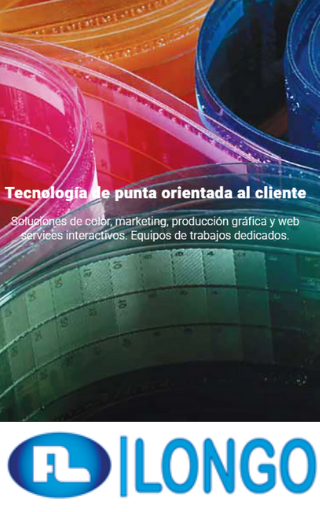 Tecnología de punta orientada al cliente
Soluciones de color, marketing, producción gráfica y web
services interactivos. Equipos de trabajos dedicados.
FL LONGO